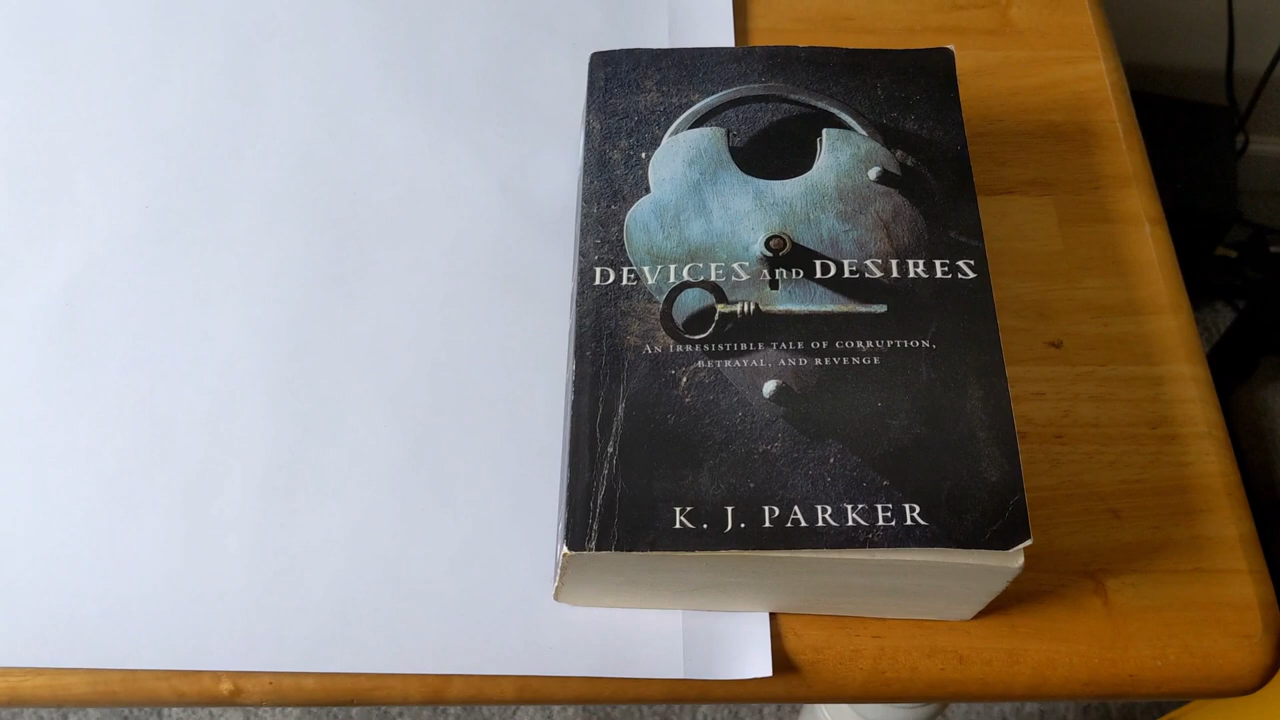 DEVICES AND DESIRES
AN IRRESISTIBLE TALE OF CORRUPTION,
BETRAYAL, AND REVENGE
K. J. PARKER